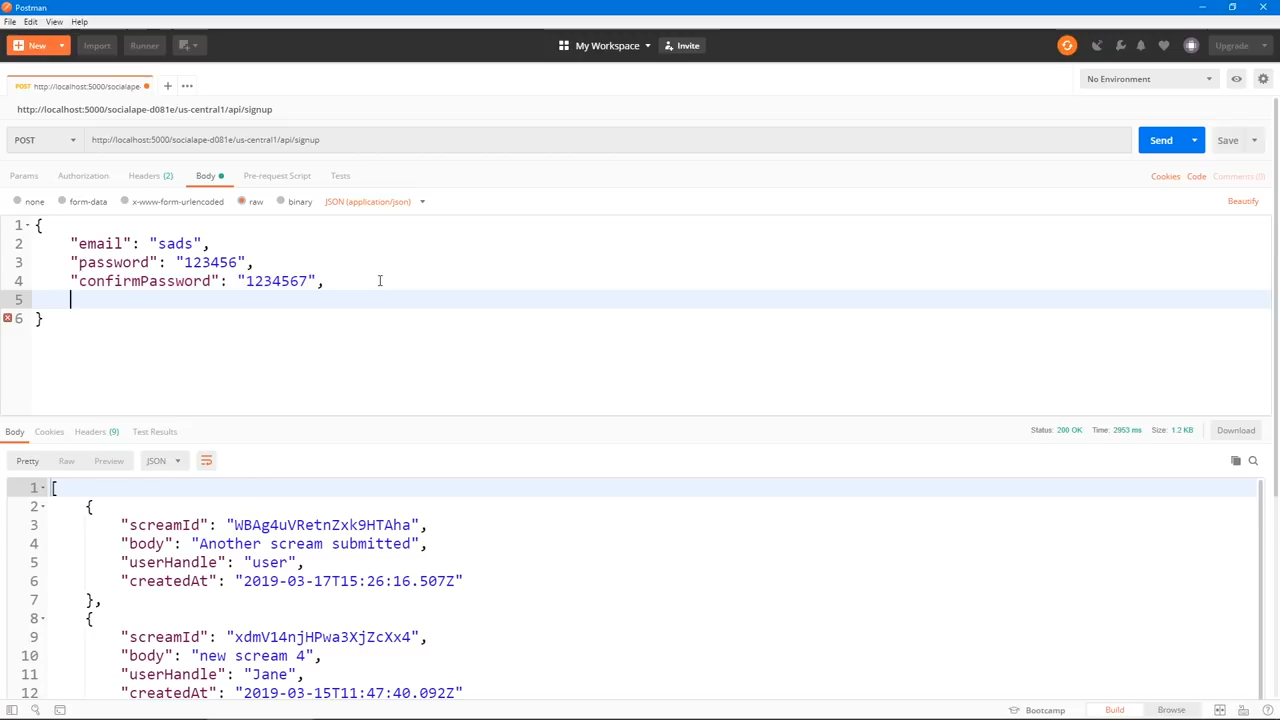 Postman
File Edit View Help
New Import Runner My Workspace Invite Upgrade
POST http://localhost:5000/socialape- No Environment
http://localhost:5000/socialape-d081e/us-central1/api/signup
POST http://localhost:5000/socialape-d081e/us-central1/api/signup Send Save
Params Authorization Headers (2) Body Pre-request Script Tests Cookies Code Comments (0)
none form-data x-www-form-urlencoded raw binary JSON (application/json) Beautify
1 {
2 "email": "sads",
3 "password": "123456",
4 "confirmPassword": "1234567",
5
6 }
Body Cookies Headers (9) Test Results Status: 200 OK Time: 2953 ms Size: 1.2 KB Download
Pretty Raw Preview JSON
1 [
2 {
3 "screamId": "WBAg4uVRetnZxk9HTAha",
4 "body": "Another scream submitted",
5 "userHandle": "user",
6 "createdAt": "2019-03-17T15:26:16.507Z"
7 },
8 {
9 "screamId": "xdmV14njHPwa3XjZcXx4",
10 "body": "new scream 4",
11 "userHandle": "Jane",
12 "createdAt": "2019-03-15T11:47:40.092Z"
Bootcamp Build Browse